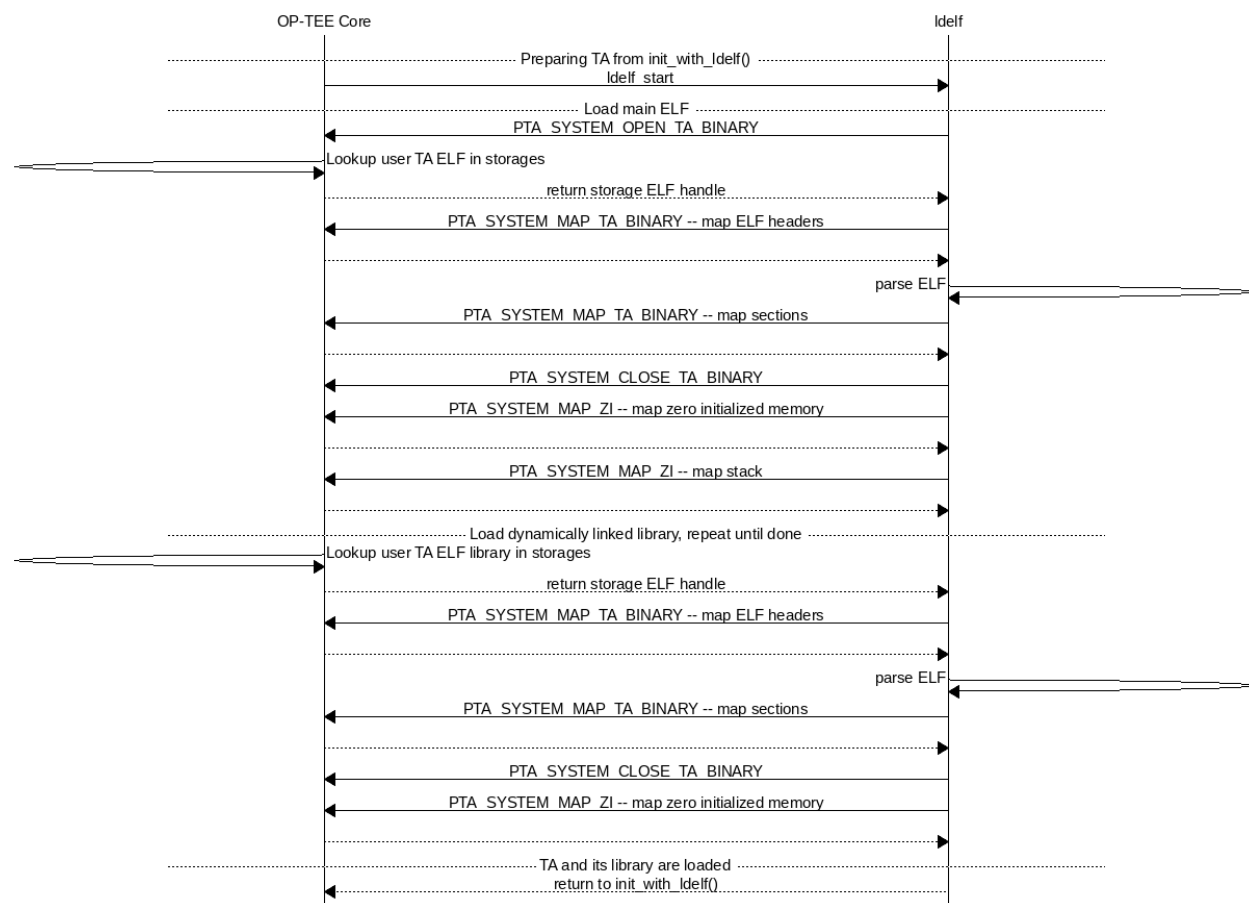 OP-TEE Core
ldelf
Preparing TA from init_with_ldelf()
ldelf_start
Load main ELF
PTA_SYSTEM_OPEN_TA_BINARY
Lookup user TA ELF in storages
return storage ELF handle
PTA_SYSTEM_MAP_TA_BINARY -- map ELF headers
parse ELF
PTA_SYSTEM_MAP_TA_BINARY -- map sections
PTA_SYSTEM_CLOSE_TA_BINARY
PTA_SYSTEM_MAP_ZI -- map zero initialized memory
PTA_SYSTEM_MAP_ZI -- map stack
Load dynamically linked library, repeat until done
Lookup user TA ELF library in storages
return storage ELF handle
PTA_SYSTEM_MAP_TA_BINARY -- map ELF headers
parse ELF
PTA_SYSTEM_MAP_TA_BINARY -- map sections
PTA_SYSTEM_CLOSE_TA_BINARY
PTA_SYSTEM_MAP_ZI -- map zero initialized memory
TA and its library are loaded
return to init_with_ldelf()